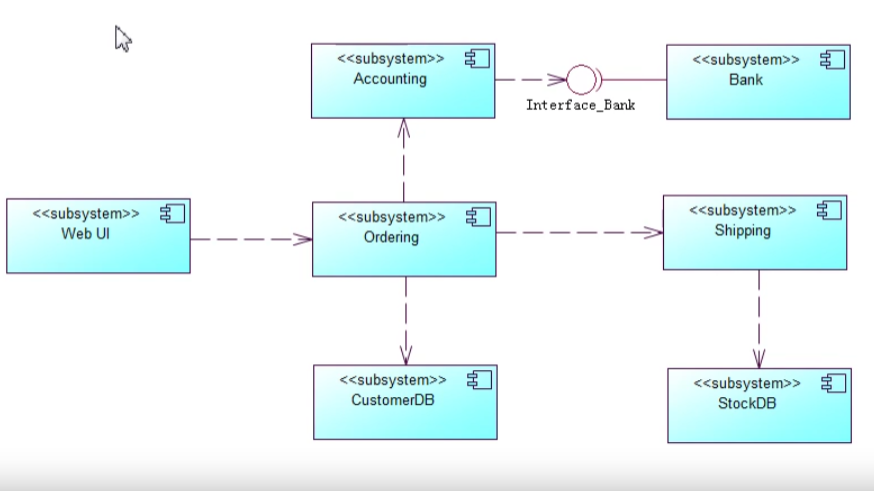 <<subsystem>>
Accounting
<<subsystem>>
Bank
Interface_Bank
<<subsystem>>
Web UI
<<subsystem>>
Ordering
<<subsystem>>
Shipping
<<subsystem>>
CustomerDB
<<subsystem>>
StockDB